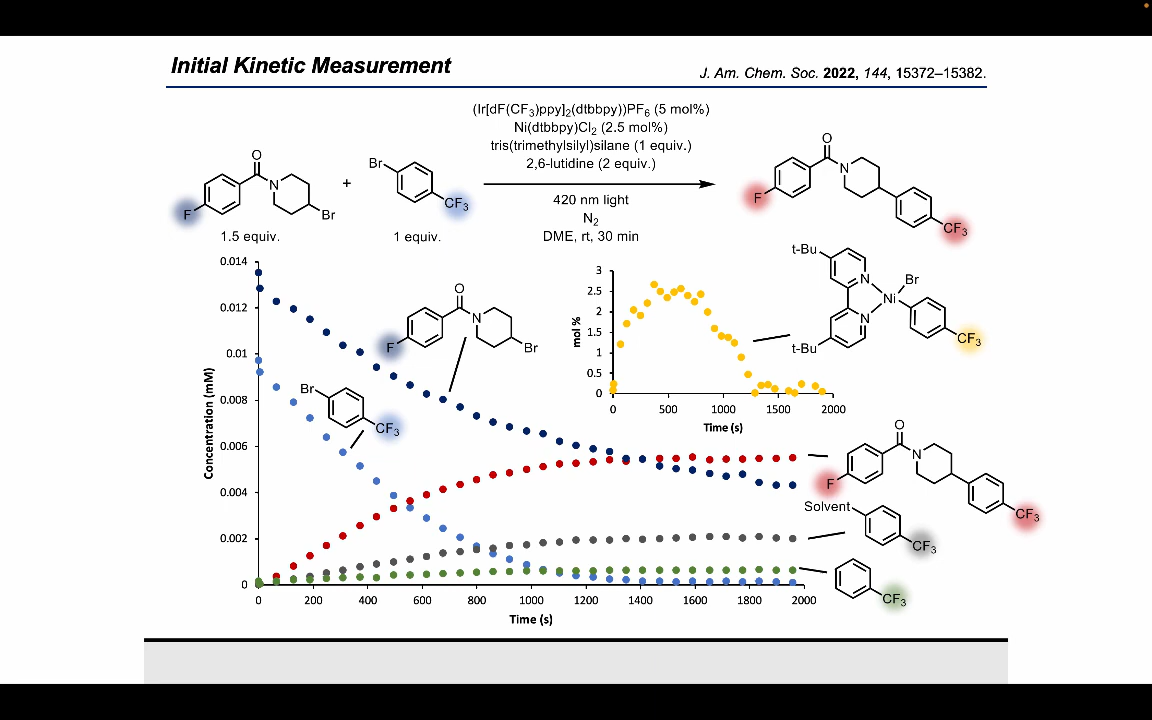 Initial Kinetic Measurement
J. Am. Chem. Soc. 2022, 144, 15372–15382.
(Ir[dF(CF3)ppy]2(dtbbpy))PF6 (5 mol%)
Ni(dtbbpy)Cl2 (2.5 mol%)
tris(trimethylsilyl)silane (1 equiv.)
2,6-lutidine (2 equiv.)
420 nm light
N2
DME, rt, 30 min
O
N
F
Br
1.5 equiv.
+
Br
CF3
1 equiv.
O
N
F
CF3
Concentration (mM)
0.014
0.012
0.01
0.008
0.006
0.004
0.002
0
0 200 400 600 800 1000 1200 1400 1600 1800 2000
Time (s)
O
N
F
Br
Br
CF3
mol %
3
2.5
2
1.5
1
0.5
0
0 500 1000 1500 2000
Time (s)
t-Bu
N
Br
Ni
N
CF3
t-Bu
O
N
F
CF3
Solvent
CF3
CF3